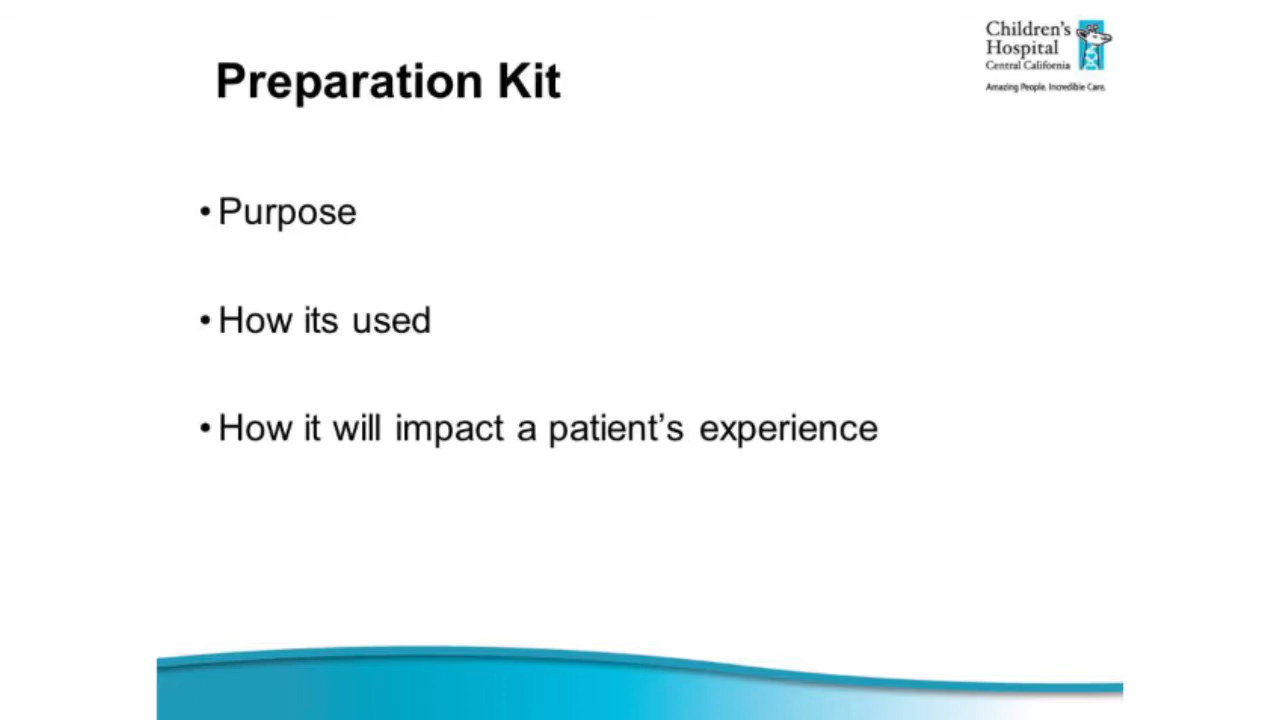 Children's
Hospital
Central California
Amazing People. Incredible Care.
Preparation Kit
• Purpose
• How its used
• How it will impact a patient’s experience